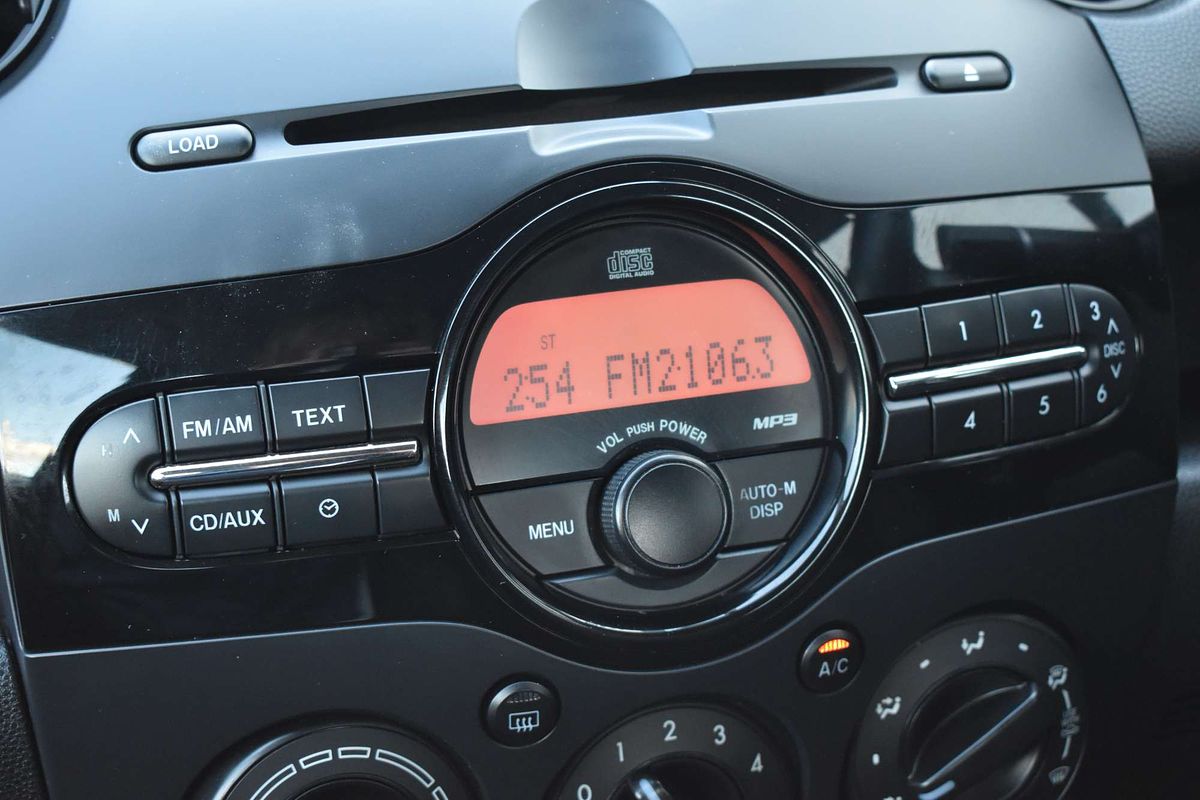 LOAD
COMPACT
disc
DIGITAL AUDIO
ST
2:54 FM2 106.3
MP3
VOL PUSH POWER
MENU
AUTO-M
DISP
FM/AM
TEXT
M
CD/AUX
1
2
3
DISC
4
5
6
A/C
0
1
2
3
4